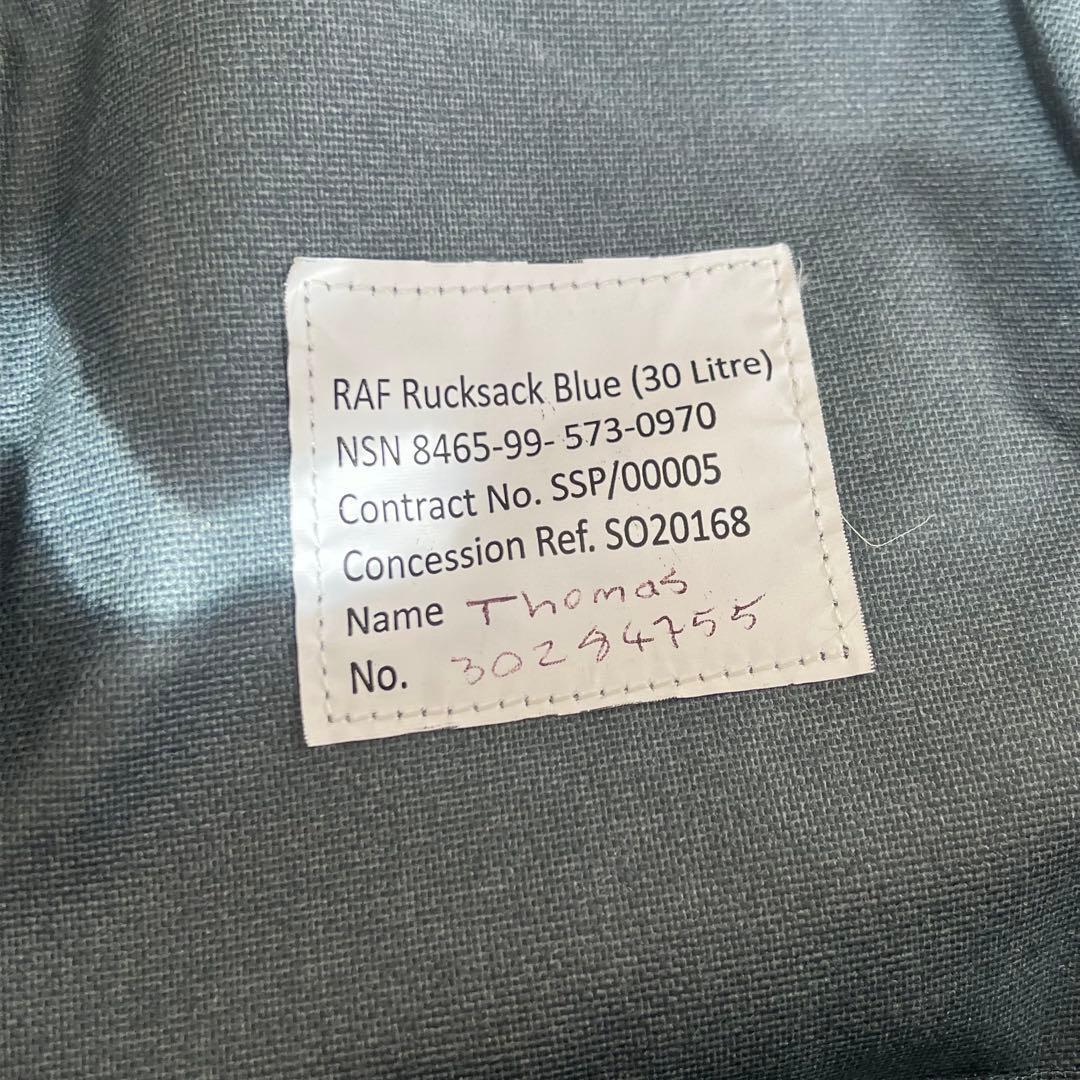 RAF Rucksack Blue (30 Litre)
NSN 8465-99- 573-0970
Contract No. SSP/00005
Concession Ref. SO20168
Name Thomas
No. 30294755